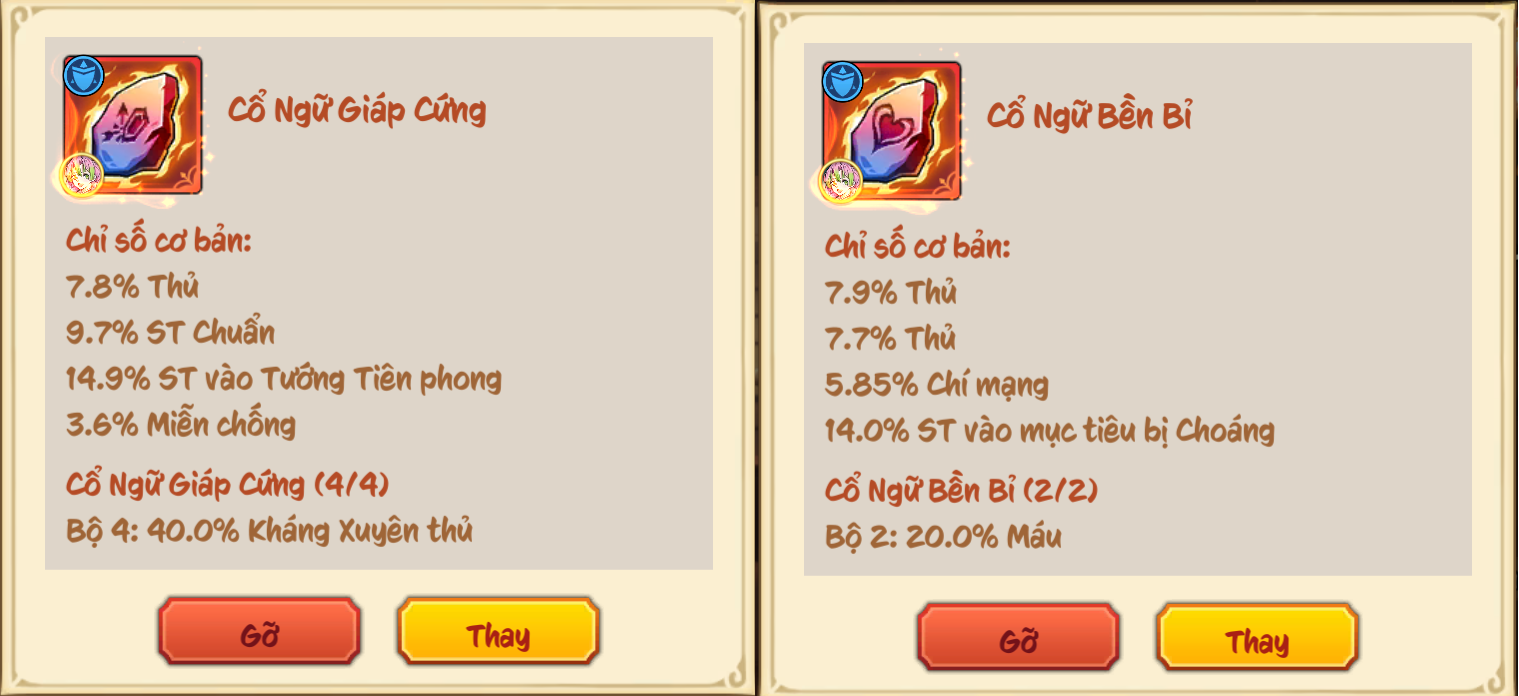 Cổ Ngữ Giáp Cứng
Chỉ số cơ bản:
7.8% Thủ
9.7% ST Chuẩn
14.9% ST vào Tướng Tiên phong
3.6% Miễn chống
Cổ Ngữ Giáp Cứng (4/4)
Bộ 4: 40.0% Kháng Xuyên thủ
Gỡ
Thay
Cổ Ngữ Bền Bỉ
Chỉ số cơ bản:
7.9% Thủ
7.7% Thủ
5.85% Chí mạng
14.0% ST vào mục tiêu bị Choáng
Cổ Ngữ Bền Bỉ (2/2)
Bộ 2: 20.0% Máu
Gỡ
Thay